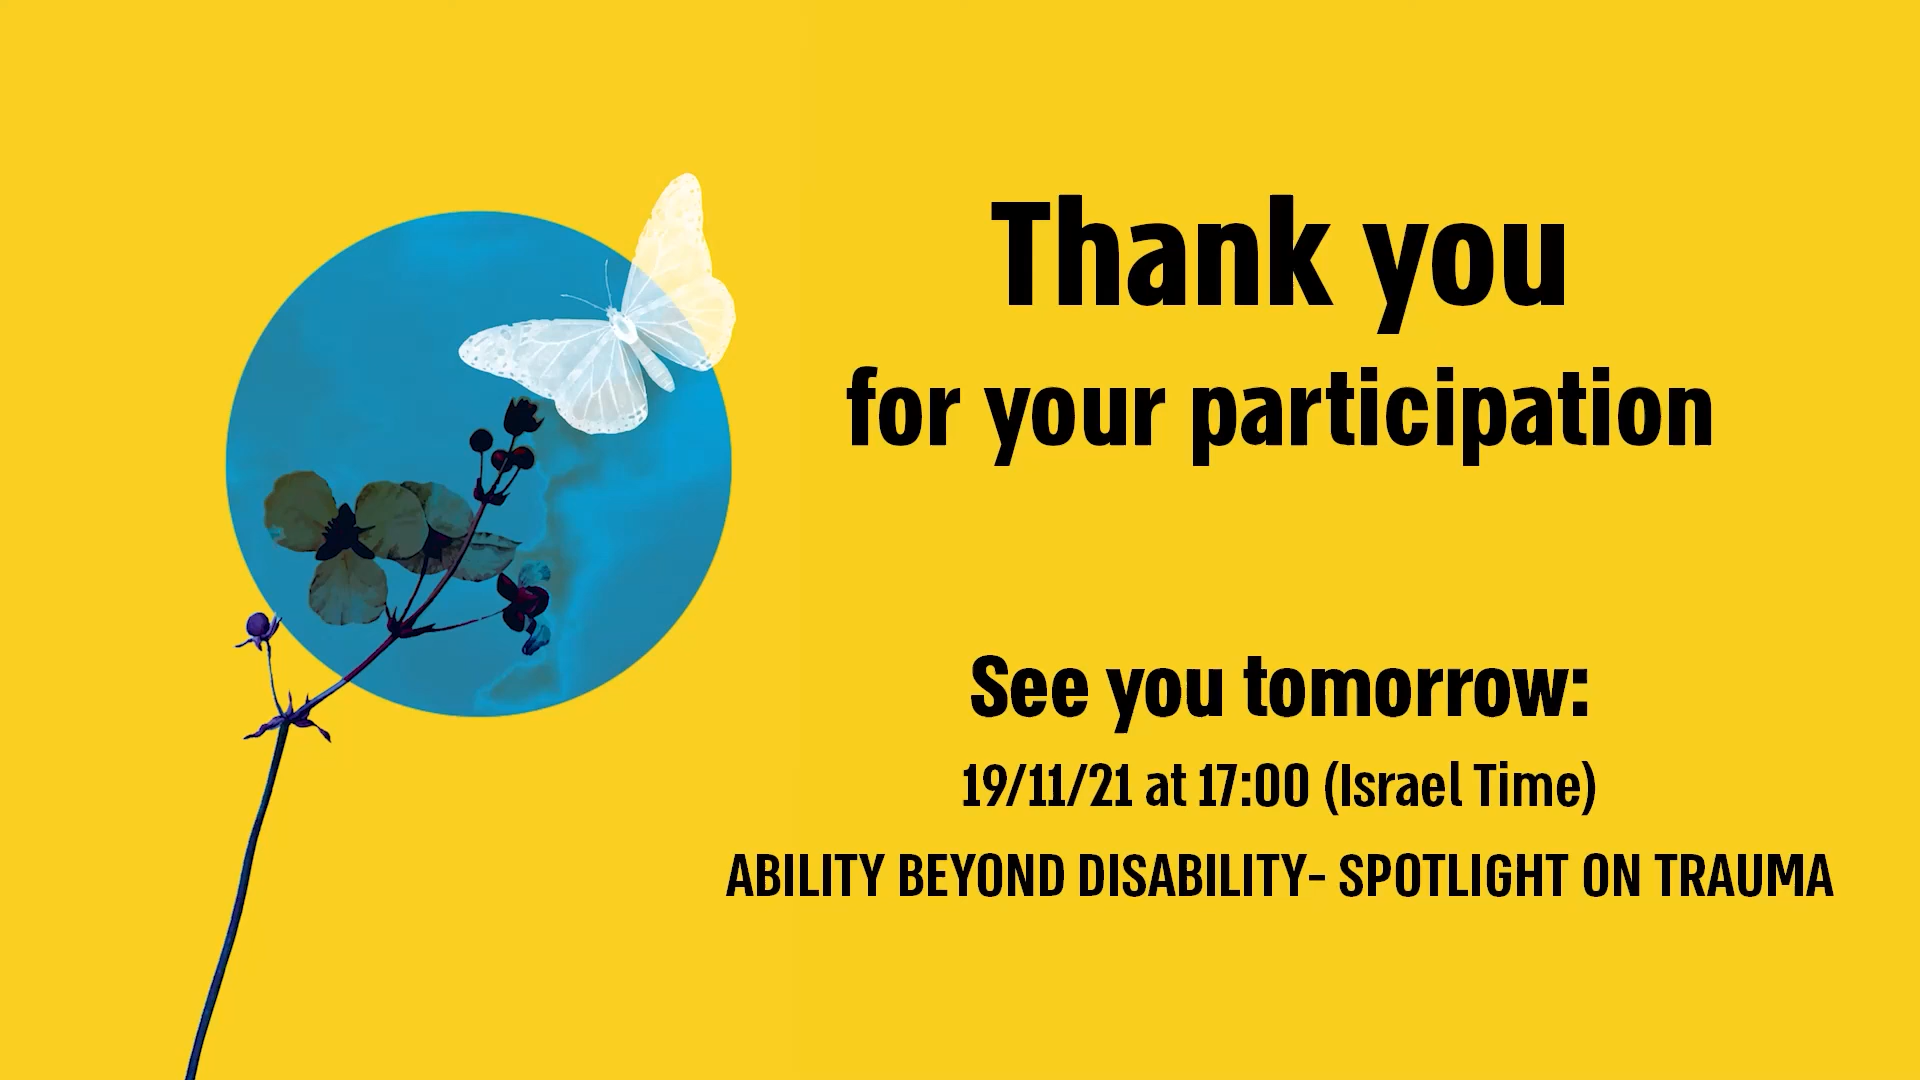 Thank you
for your participation
See you tomorrow:
19/11/21 at 17:00 (Israel Time)
ABILITY BEYOND DISABILITY- SPOTLIGHT ON TRAUMA